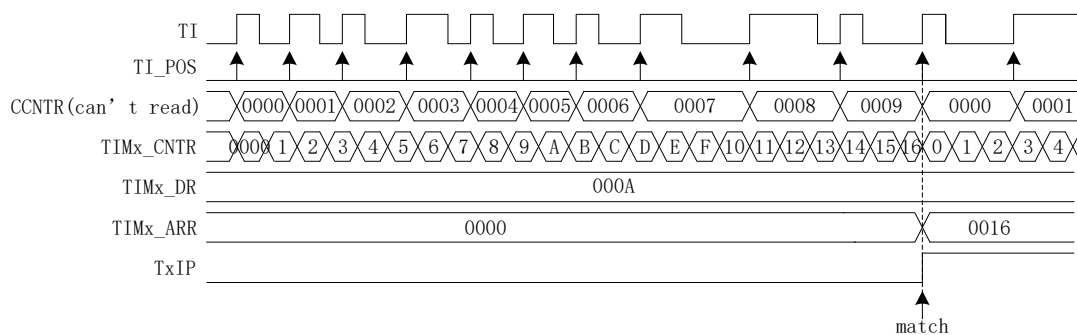 TI
TI_POS
CCNTR(can't read) 0000 0001 0002 0003 0004 0005 0006 0007 0008 0009 0000 0001
TIMx_CNTR 0000 1 2 3 4 5 6 7 8 9 A B C D E F 10 11 12 13 14 15 16 0 1 2 3 4
TIMx_DR 000A
TIMx_ARR 0000 0016
TxIP
match